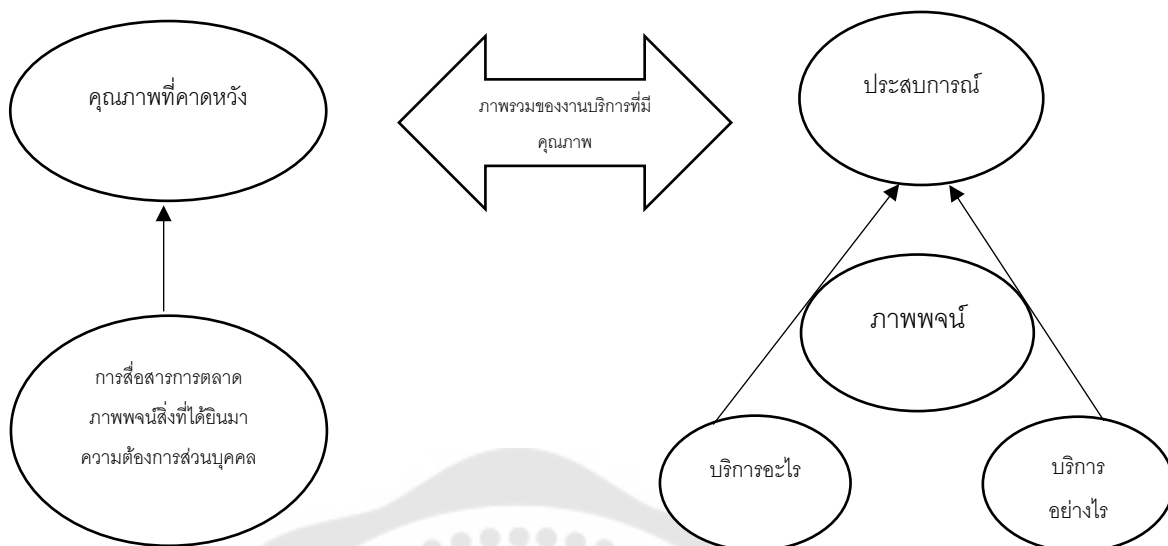 คุณภาพที่คาดหวัง
ภาพรวมของงานบริการที่มี
คุณภาพ
ประสบการณ์
ภาพพจน์
การสื่อสารการตลาด
ภาพพจน์สิ่งที่ได้ยินมา
ความต้องการส่วนบุคคล
บริการอะไร
บริการ
อย่างไร